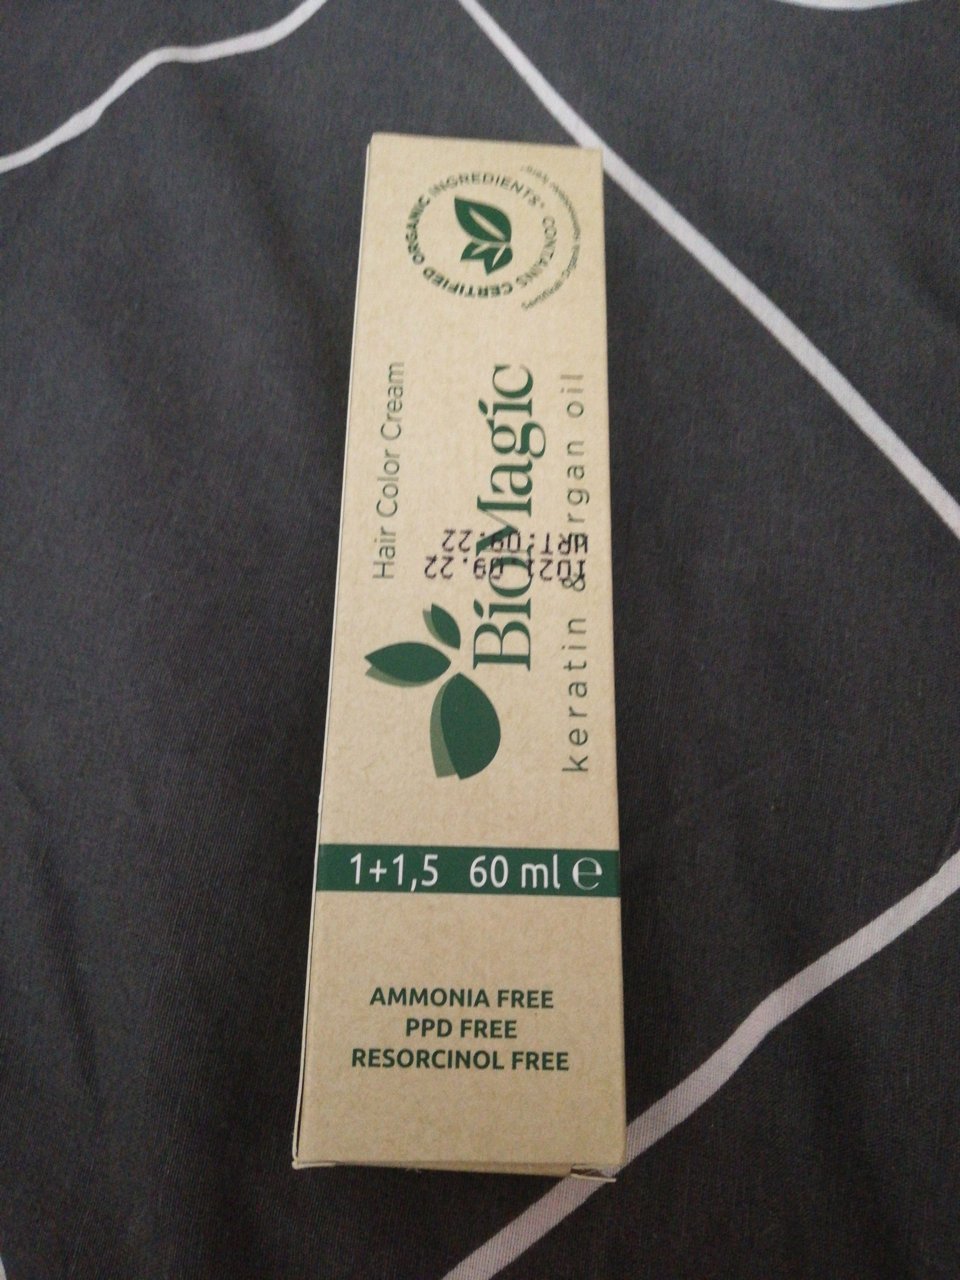 CONTAINS CERTIFIED ORGANIC INGREDIENTS*
Hair Color Cream
BioMagic
keratin & argan oil
1+1,5 60 ml e
AMMONIA FREE
PPD FREE
RESORCINOL FREE